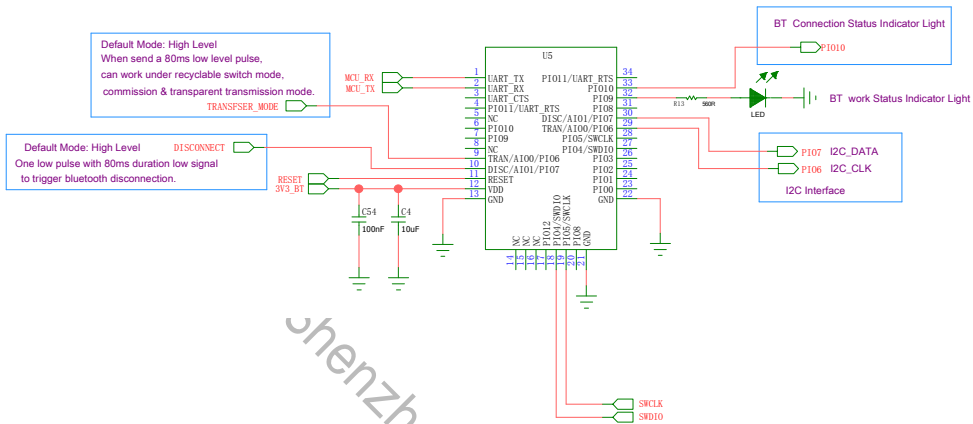 BT Connection Status Indicator Light
PIO10
Default Mode: High Level
When send a 80ms low level pulse,
can work under recyclable switch mode,
commission & transparent transmission mode.
U5
MCU_RX
MCU_TX
TRANSFSER_MODE
Default Mode: High Level
One low pulse with 80ms duration low signal
to trigger bluetooth disconnection.
DISCONNECT
RESET
3V3_BT
1 UART_TX
2 UART_RX
3 UART_CTS
4 PIO11/UART_RTS
5 NC
6 PIO10
7 PIO9
8 NC
9 TRAN/AIO0/PIO6
10 DISC/AIO1/PIO7
11 RESET
12 VDD
13 GND
PIO11/UART_RTS 34
PIO10 33
PIO9 32
PIO8 31
DISC/AIO1/PIO7 30
TRAN/AIO0/PIO6 29
PIO5/SWCLK 28
PIO4/SWDIO 27
PIO3 26
PIO2 25
PIO1 24
PIO0 23
GND 22
NC 14
NC 15
NC 16
PIO12 17
PIO4/SWDIO 18
PIO5/SWCLK 19
PIO8 20
GND 21
R13 560R
LED
BT work Status Indicator Light
PIO7 I2C_DATA
PIO6 I2C_CLK
I2C Interface
C54
100nF
C4
10uF
Shenzh
SWCLK
SWDIO